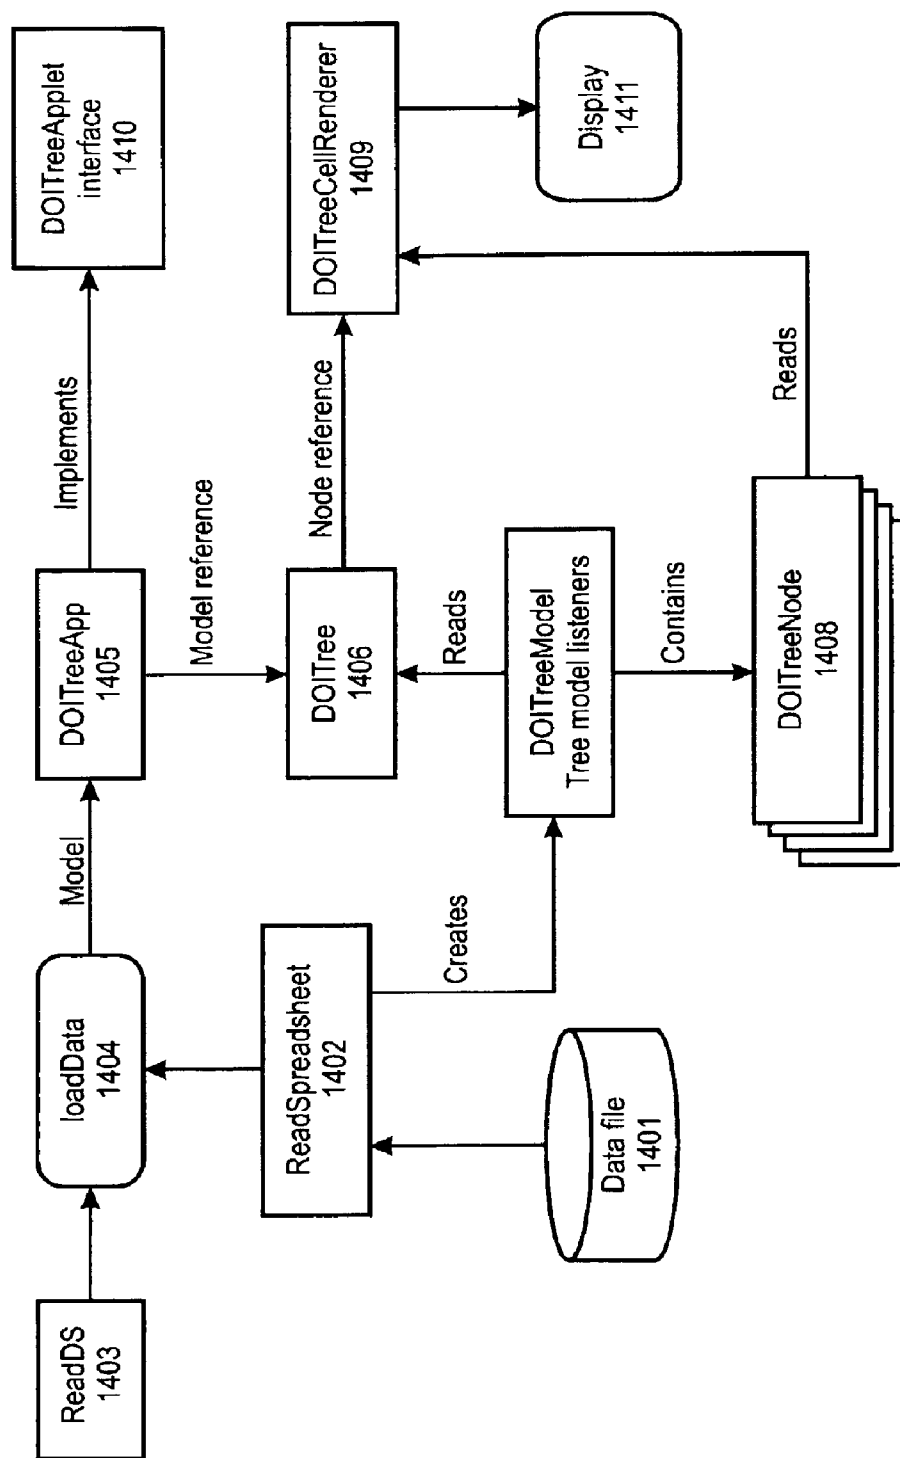 ReadDS
1403
loadData
1404
Model
DOITreeApp
1405
Implements
DOITreeApplet
interface
1410
Model reference
ReadSpreadsheet
1402
DOITree
1406
Node reference
DOITreeCellRenderer
1409
Creates
Reads
Data file
1401
DOITreeModel
Tree model listeners
Display
1411
Contains
DOITreeNode
1408
Reads